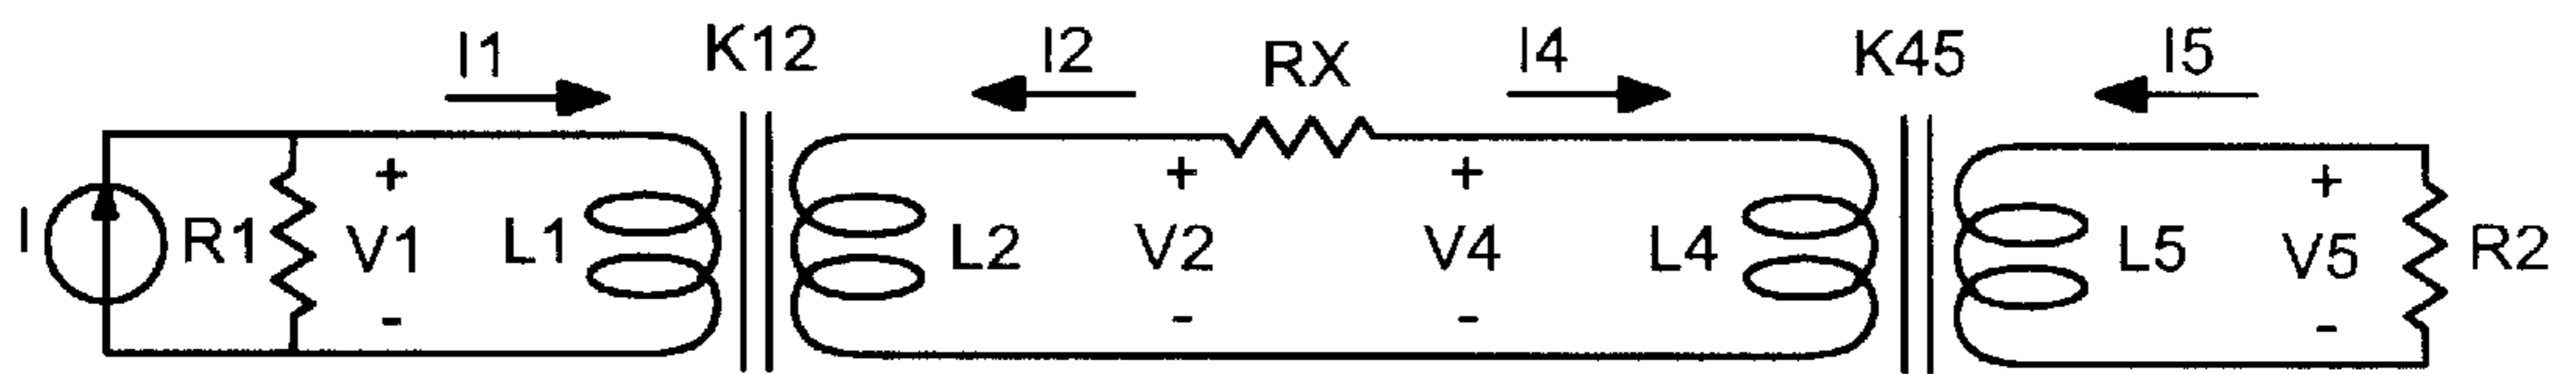 I1 K12 I2 RX I4 K45 I5
+ + + +
I R1 V1 L1 L2 V2 V4 L4 L5 V5 R2
- - - -